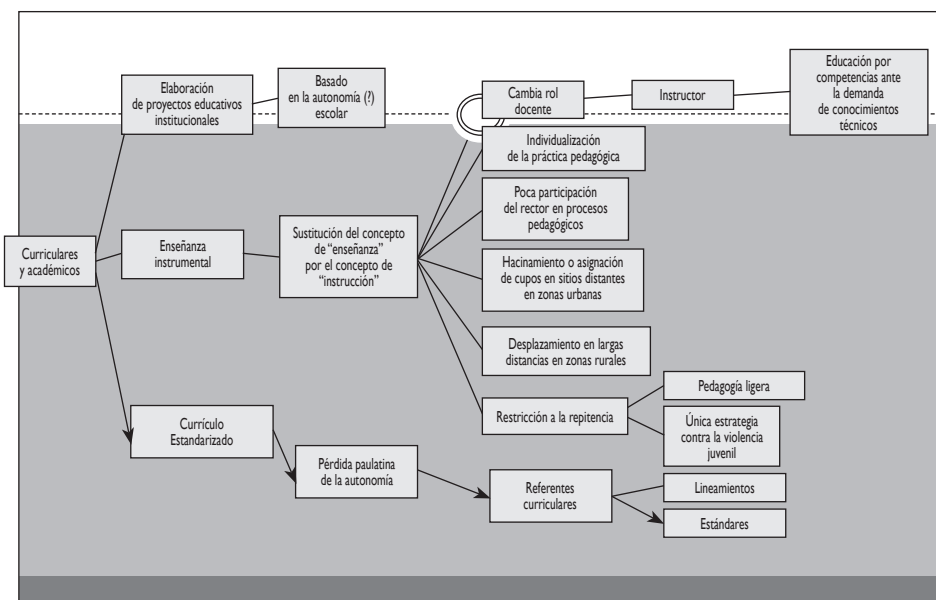 Curriculares
y académicos
Elaboración
de proyectos educativos
institucionales
Basado
en la autonomía (?)
escolar
Enseñanza
instrumental
Sustitución del concepto
de “enseñanza”
por el concepto de
“instrucción”
Cambia rol
docente
Instructor
Educación por
competencias ante
la demanda
de conocimientos
técnicos
Individualización
de la práctica pedagógica
Poca participación
del rector en procesos
pedagógicos
Hacinamiento o asignación
de cupos en sitios distantes
en zonas urbanas
Desplazamiento en largas
distancias en zonas rurales
Restricción a la repitencia
Pedagogía ligera
Única estrategia
contra la violencia
juvenil
Currículo
Estandarizado
Pérdida paulatina
de la autonomía
Referentes
curriculares
Lineamientos
Estándares